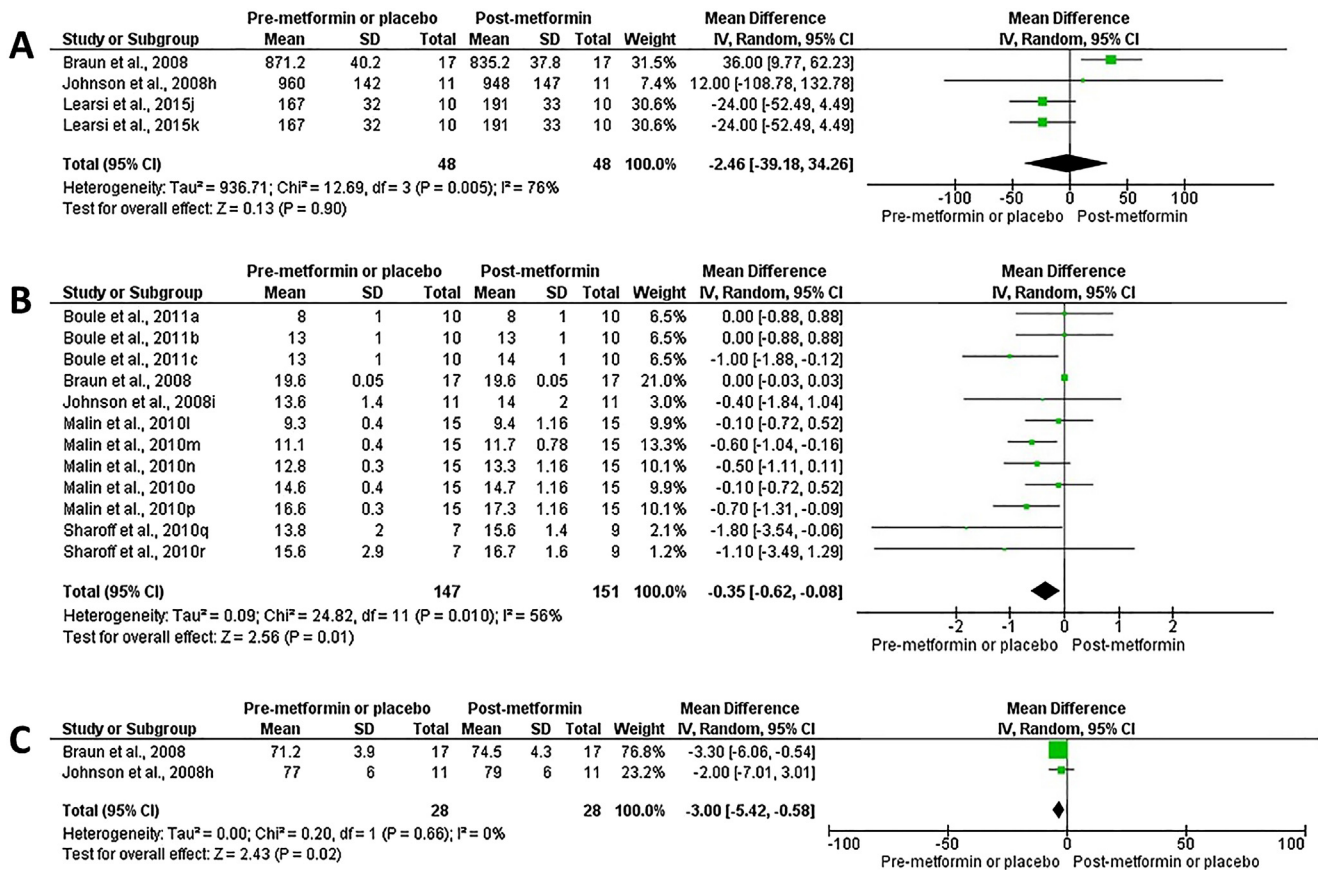 A
Pre-metformin or placebo Post-metformin Mean Difference Mean Difference
Study or Subgroup Mean SD Total Mean SD Total Weight IV, Random, 95% CI IV, Random, 95% CI
Braun et al., 2008 871.2 40.2 17 835.2 37.8 17 31.5% 36.00 [9.77, 62.23]
Johnson et al., 2008h 960 142 11 948 147 11 7.4% 12.00 [-108.78, 132.78]
Learsi et al., 2015j 167 32 10 191 33 10 30.6% -24.00 [-52.49, 4.49]
Learsi et al., 2015k 167 32 10 191 33 10 30.6% -24.00 [-52.49, 4.49]
Total (95% CI) 48 48 100.0% -2.46 [-39.18, 34.26]
Heterogeneity: Tau² = 936.71; Chi² = 12.69, df = 3 (P = 0.005); I² = 76%
Test for overall effect: Z = 0.13 (P = 0.90)
-100 -50 0 50 100
Pre-metformin or placebo Post-metformin
B
Pre-metformin or placebo Post-metformin Mean Difference Mean Difference
Study or Subgroup Mean SD Total Mean SD Total Weight IV, Random, 95% CI IV, Random, 95% CI
Boule et al., 2011a 8 1 10 8 1 10 6.5% 0.00 [-0.88, 0.88]
Boule et al., 2011b 13 1 10 13 1 10 6.5% 0.00 [-0.88, 0.88]
Boule et al., 2011c 13 1 10 14 1 10 6.5% -1.00 [-1.88, -0.12]
Braun et al., 2008 19.6 0.05 17 19.6 0.05 17 21.0% 0.00 [-0.03, 0.03]
Johnson et al., 2008i 13.6 1.4 11 14 2 11 3.0% -0.40 [-1.84, 1.04]
Malin et al., 2010l 9.3 0.4 15 9.4 1.16 15 9.9% -0.10 [-0.72, 0.52]
Malin et al., 2010m 11.1 0.4 15 11.7 0.78 15 13.3% -0.60 [-1.04, -0.16]
Malin et al., 2010n 12.8 0.3 15 13.3 1.16 15 10.1% -0.50 [-1.11, 0.11]
Malin et al., 2010o 14.6 0.4 15 14.7 1.16 15 9.9% -0.10 [-0.72, 0.52]
Malin et al., 2010p 16.6 0.3 15 17.3 1.16 15 10.1% -0.70 [-1.31, -0.09]
Sharoff et al., 2010q 13.8 2 7 15.6 1.4 9 2.1% -1.80 [-3.54, -0.06]
Sharoff et al., 2010r 15.6 2.9 7 16.7 1.6 9 1.2% -1.10 [-3.49, 1.29]
Total (95% CI) 147 151 100.0% -0.35 [-0.62, -0.08]
Heterogeneity: Tau² = 0.09; Chi² = 24.82, df = 11 (P = 0.010); I² = 56%
Test for overall effect: Z = 2.56 (P = 0.01)
-2 -1 0 1 2
Pre-metformin or placebo Post-metformin
C
Pre-metformin or placebo Post-metformin Mean Difference Mean Difference
Study or Subgroup Mean SD Total Mean SD Total Weight IV, Random, 95% CI IV, Random, 95% CI
Braun et al., 2008 71.2 3.9 17 74.5 4.3 17 76.8% -3.30 [-6.06, -0.54]
Johnson et al., 2008h 77 6 11 79 6 11 23.2% -2.00 [-7.01, 3.01]
Total (95% CI) 28 28 100.0% -3.00 [-5.42, -0.58]
Heterogeneity: Tau² = 0.00; Chi² = 0.20, df = 1 (P = 0.66); I² = 0%
Test for overall effect: Z = 2.43 (P = 0.02)
-100 -50 0 50 100
Pre-metformin or placebo Post-metformin or placebo